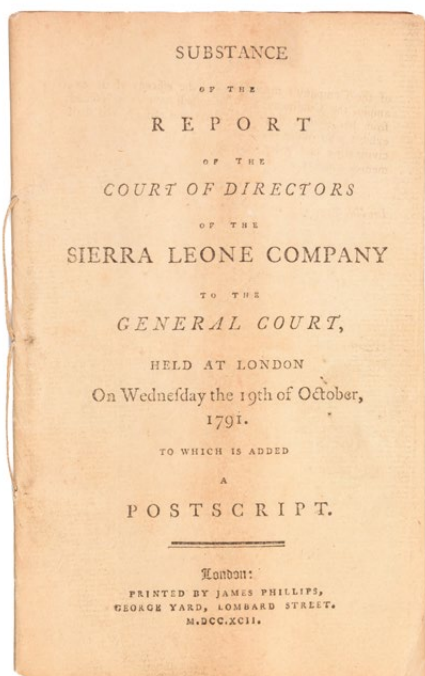 SUBSTANCE
OF THE
REPORT
OF THE
COURT OF DIRECTORS
OF THE
SIERRA LEONE COMPANY
TO THE
GENERAL COURT,
HELD AT LONDON
On Wedneſday the 19th of October,
1791.
TO WHICH IS ADDED
A
POSTSCRIPT.
London:
PRINTED BY JAMES PHILLIPS,
GEORGE YARD, LOMBARD STREET.
M.DCC.XCII.